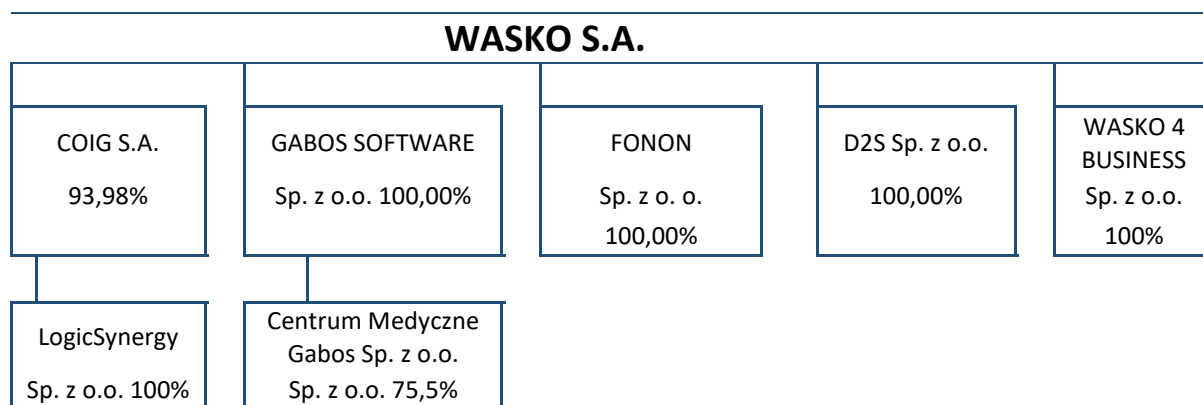 WASKO S.A.
COIG S.A.
93,98%
GABOS SOFTWARE
Sp. z o.o. 100,00%
FONON
Sp. z o. o.
100,00%
D2S Sp. z o.o.
100,00%
WASKO 4
BUSINESS
Sp. z o.o.
100%
LogicSynergy
Sp. z o.o. 100%
Centrum Medyczne
Gabos Sp. z o.o.
Sp. z o.o. 75,5%